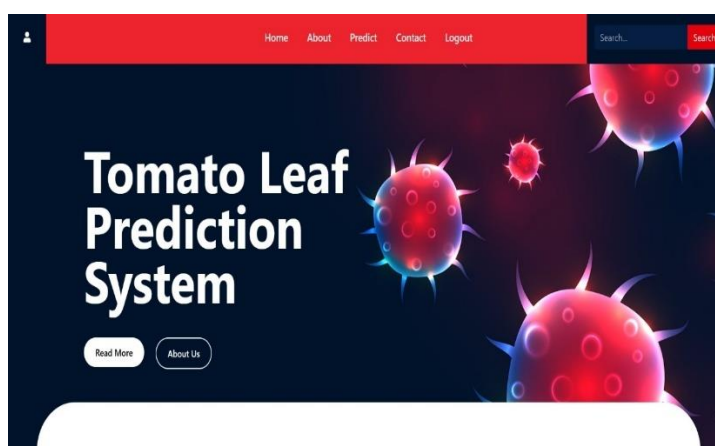 Home About Predict Contact Logout
Search... Search
Tomato Leaf
Prediction
System
Read More About Us